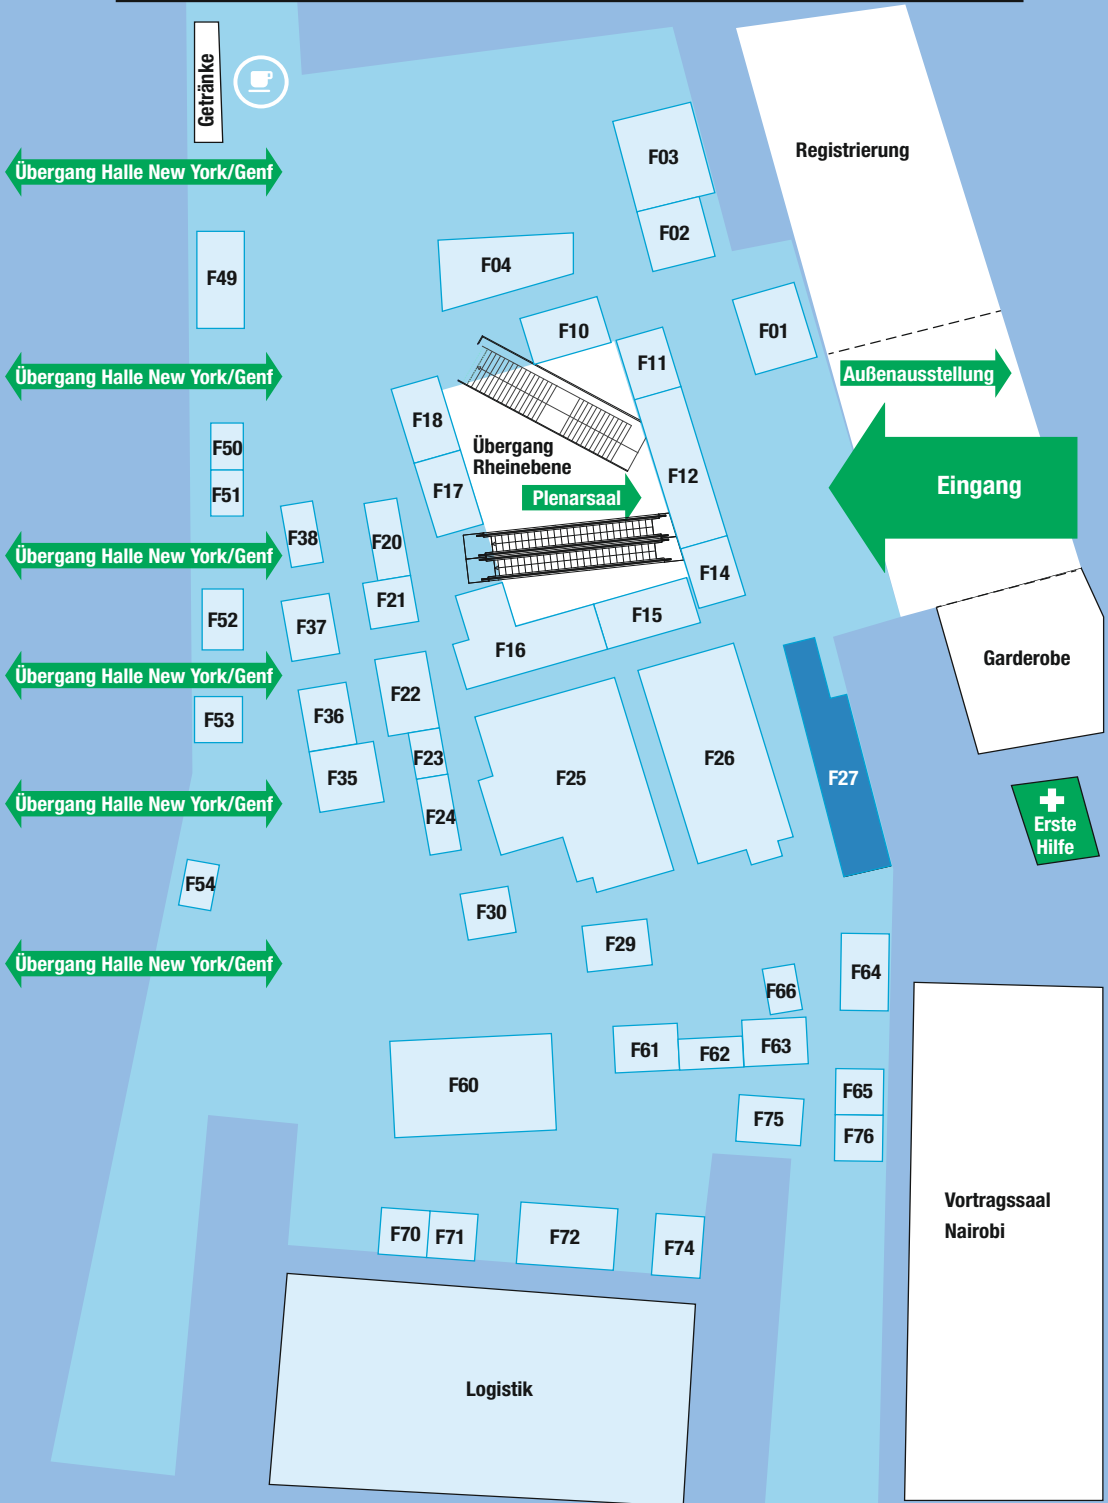 Getränke
Übergang Halle New York/Genf
F03
Registrierung
F02
F04
F49
F10
F01
F11
Übergang Halle New York/Genf
Außenausstellung
F18
Übergang
Rheinebene
F50
F12
F51
F17
Plenarsaal
Eingang
F38
F20
Übergang Halle New York/Genf
F14
F21
F52
F37
F15
F16
Garderobe
Übergang Halle New York/Genf
F22
F36
F53
F23
F26
F35
F25
F27
Übergang Halle New York/Genf
F24
Erste
Hilfe
F54
F30
F29
Übergang Halle New York/Genf
F64
F66
F61
F62
F63
F60
F65
F75
F76
Vortragssaal
Nairobi
F70
F71
F72
F74
Logistik